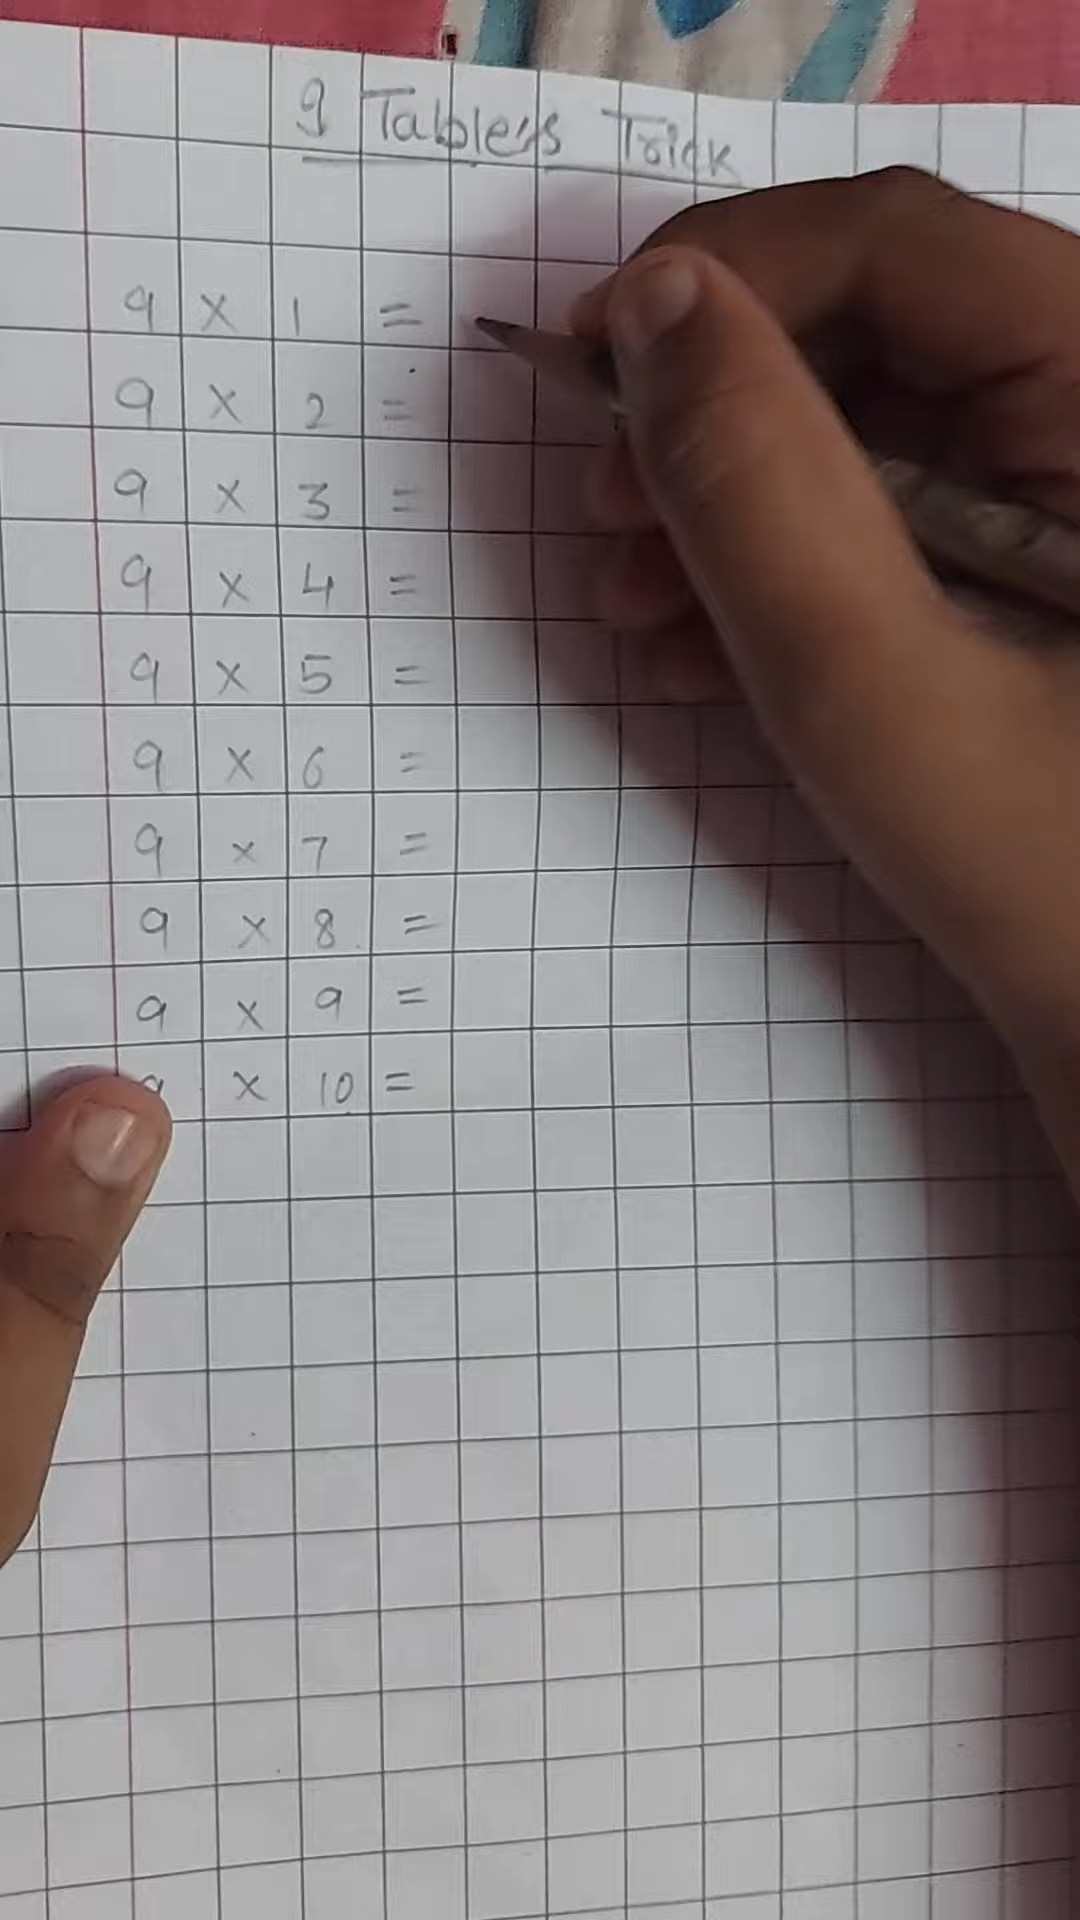 9 Table's Trick
9 × 1 =
9 × 2 =
9 × 3 =
9 × 4 =
9 × 5 =
9 × 6 =
9 × 7 =
9 × 8 =
9 × 9 =
9 × 10 =